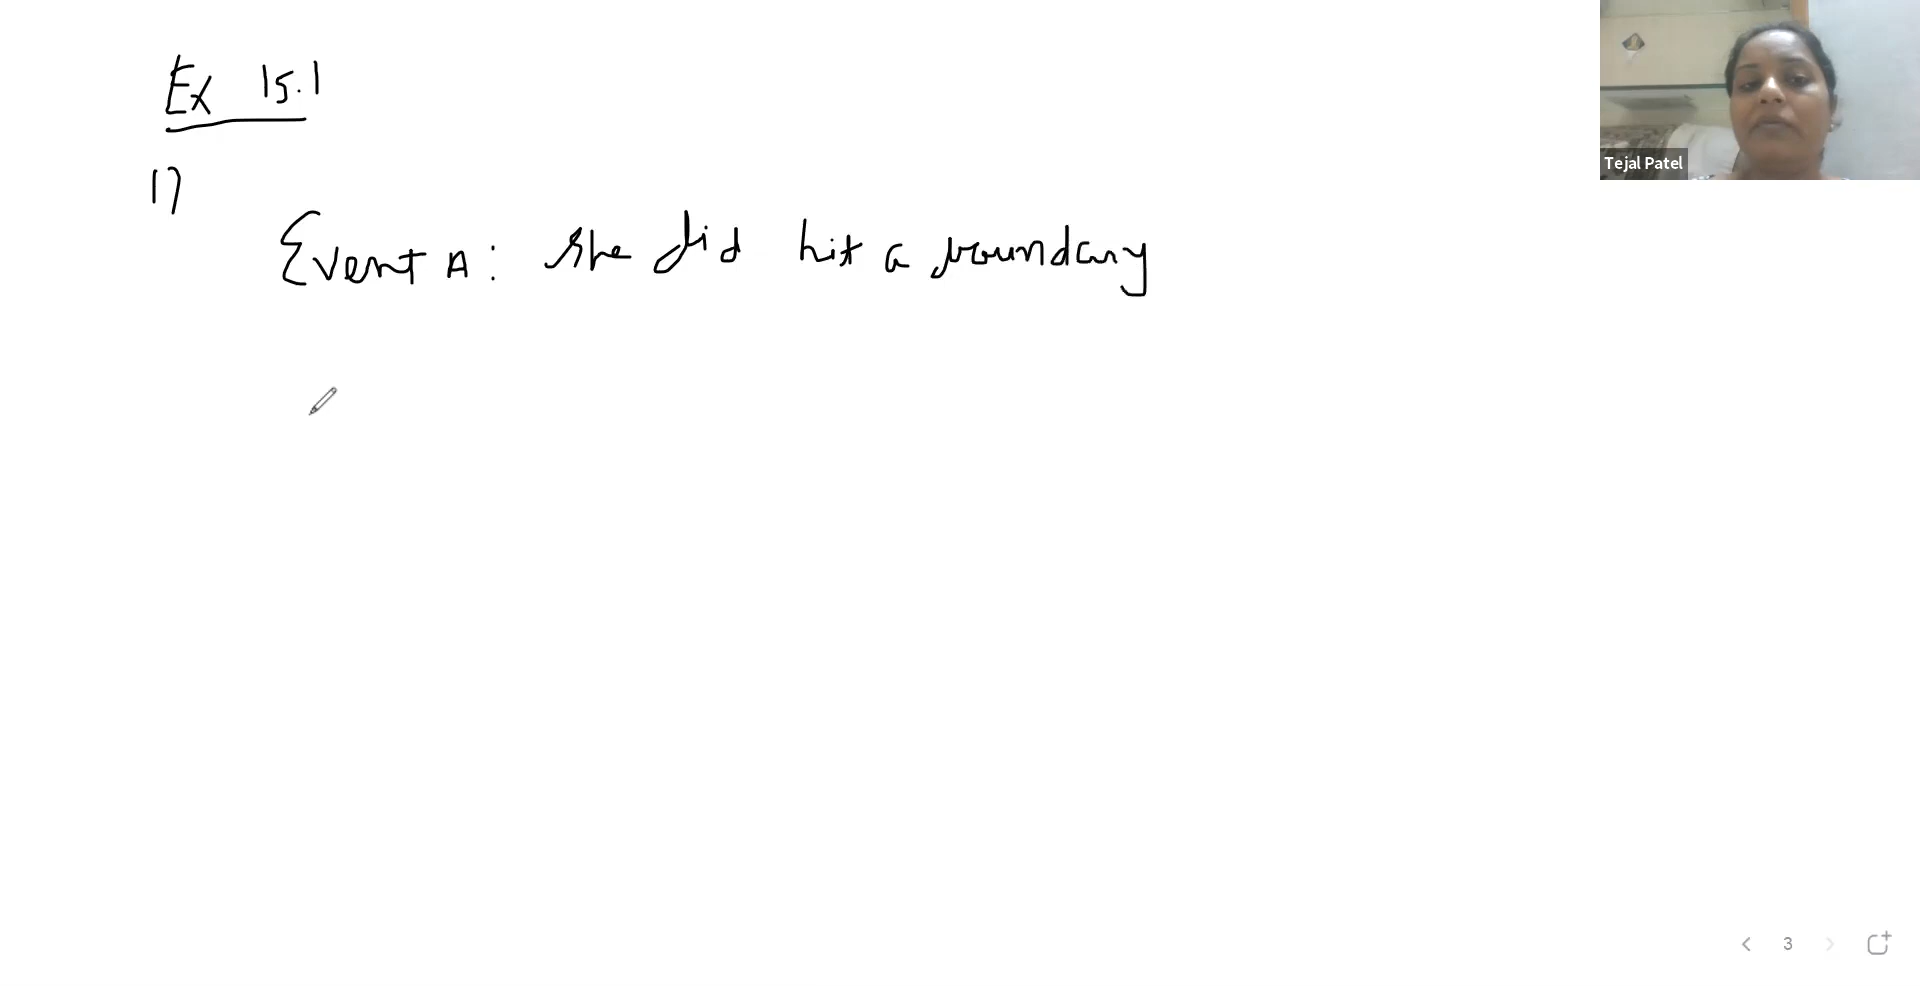 Ex 15.1
Tejal Patel
1)
Event A: She did hit a boundary
3